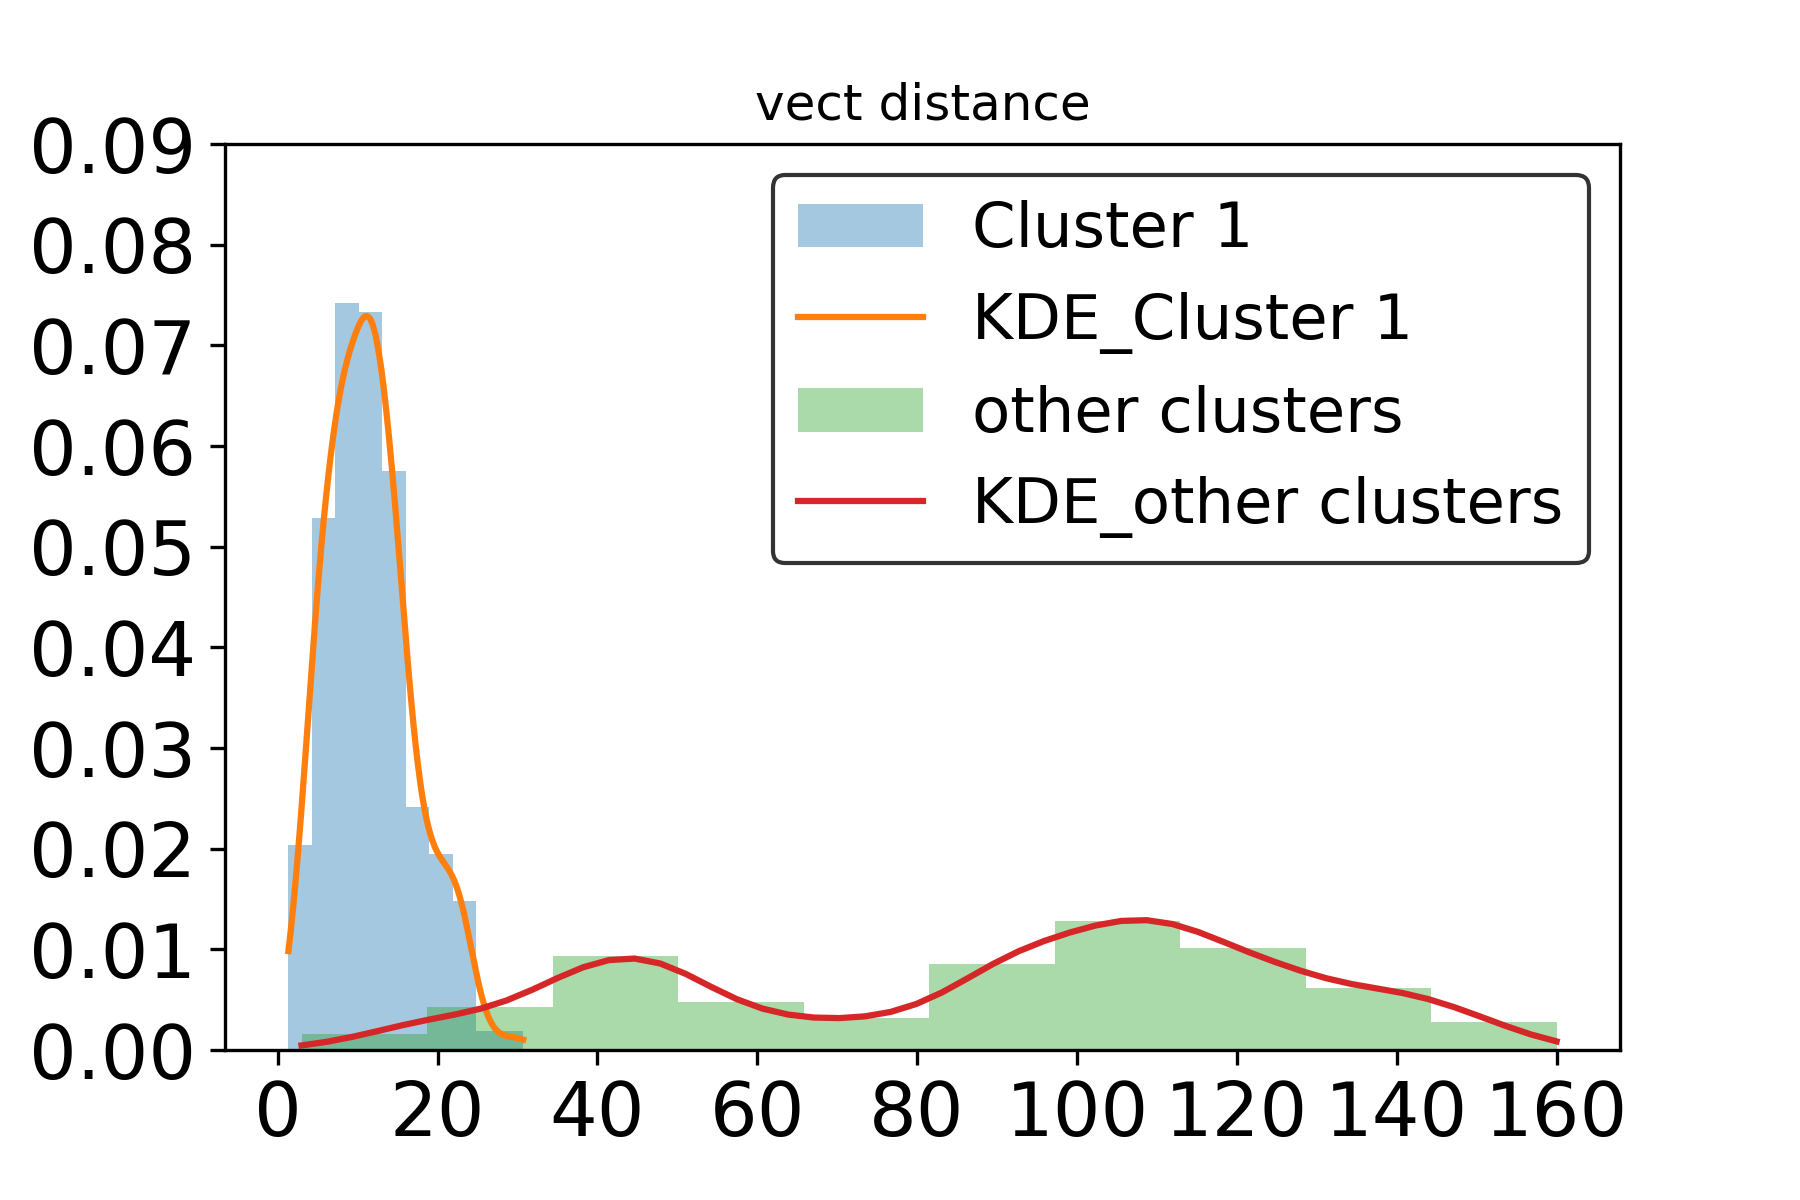 vect distance
0.09
0.08
0.07
0.06
0.05
0.04
0.03
0.02
0.01
0.00
Cluster 1
KDE_Cluster 1
other clusters
KDE_other clusters
0 20 40 60 80 100 120 140 160